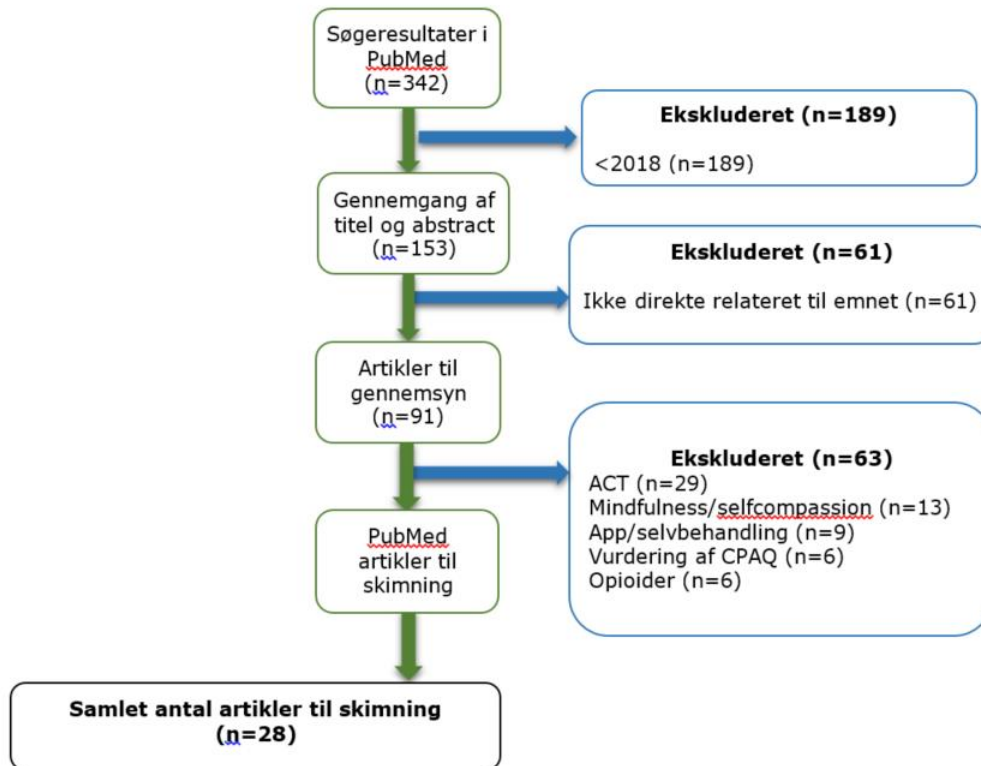 Søgeresultater i
PubMed
(n=342)
Ekskluderet (n=189)
<2018 (n=189)
Gennemgang af
titel og abstract
(n=153)
Ekskluderet (n=61)
Ikke direkte relateret til emnet (n=61)
Artikler til
gennemsyn
(n=91)
Ekskluderet (n=63)
ACT (n=29)
Mindfulness/selfcompassion (n=13)
App/selvbehandling (n=9)
Vurdering af CPAQ (n=6)
Opioider (n=6)
PubMed
artikler til
skimning
Samlet antal artikler til skimning
(n=28)